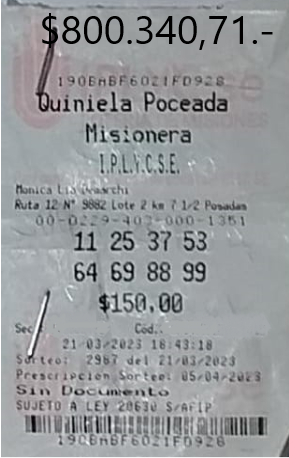 $800.340,71.-
190BABF6021FD928
Quiniela Poceada
Misionera
I.P.L.y.C.S.E.
Monica Lia
Ruta 12 N° 9882 Lote 2 km 7 1/2 Posadas
00-0229-403-000-1351
11 25 37 53
64 69 88 99
$150.00
Sec Cod.:
21-03-2023 18:43:18
Sorteo: 2967 del 21/03/2023
Prescripcion Sorteo: 05/04/2023
Sin Documento
SUJETO A LEY 20630 S/AFIP
190BABF6021FD928